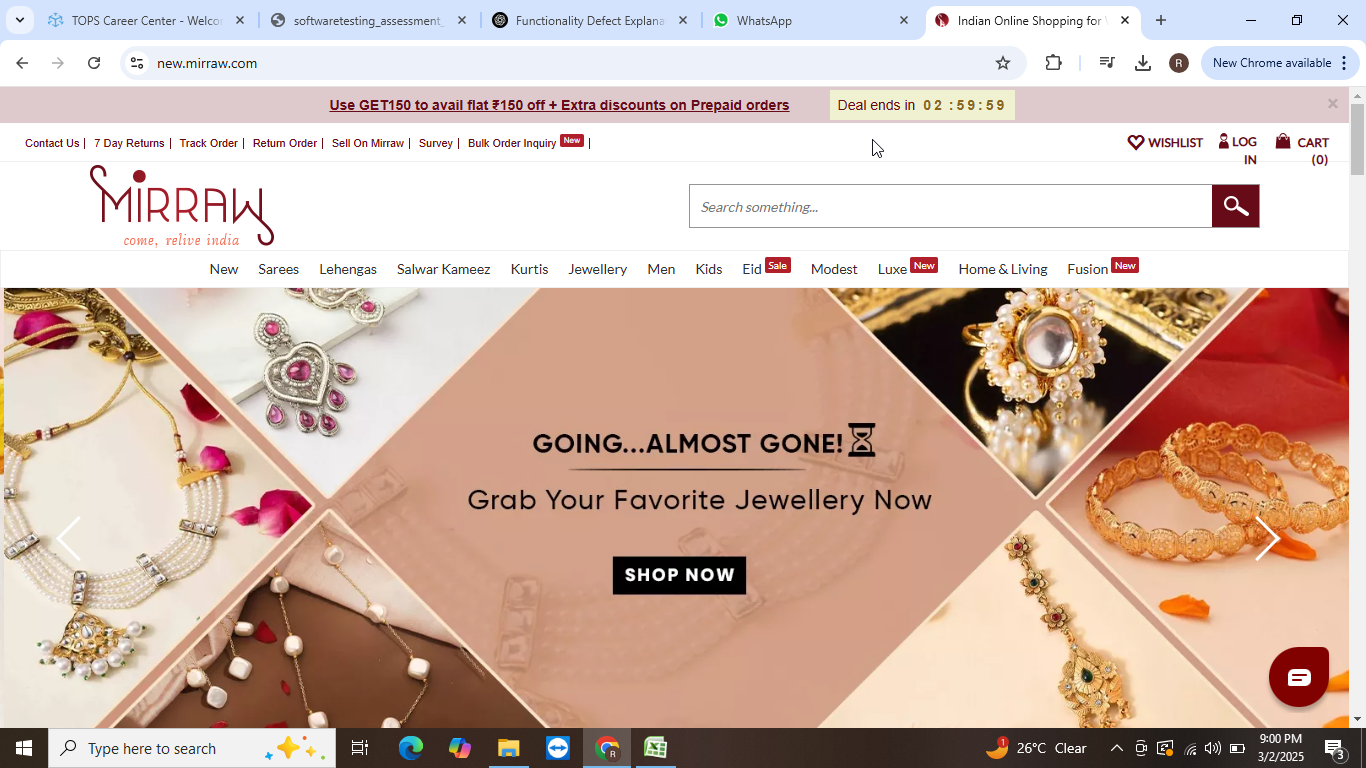 TOPS Career Center - Welco
softwaretesting_assessment_
Functionality Defect Explana
WhatsApp
Indian Online Shopping for
new.mirraw.com
R
New Chrome available
Use GET150 to avail flat ₹150 off + Extra discounts on Prepaid orders
Deal ends in 02 :59:59
×
Contact Us | 7 Day Returns | Track Order | Return Order | Sell On Mirraw | Survey | Bulk Order Inquiry New |
WISHLIST
LOG IN
CART (0)
MIRRAW
come, relive india
Search something...
New Sarees Lehengas Salwar Kameez Kurtis Jewellery Men Kids Eid Sale Modest Luxe New Home & Living Fusion New
GOING...ALMOST GONE!
Grab Your Favorite Jewellery Now
SHOP NOW
Type here to search
R
1
26°C Clear
9:00 PM
3/2/2025
3